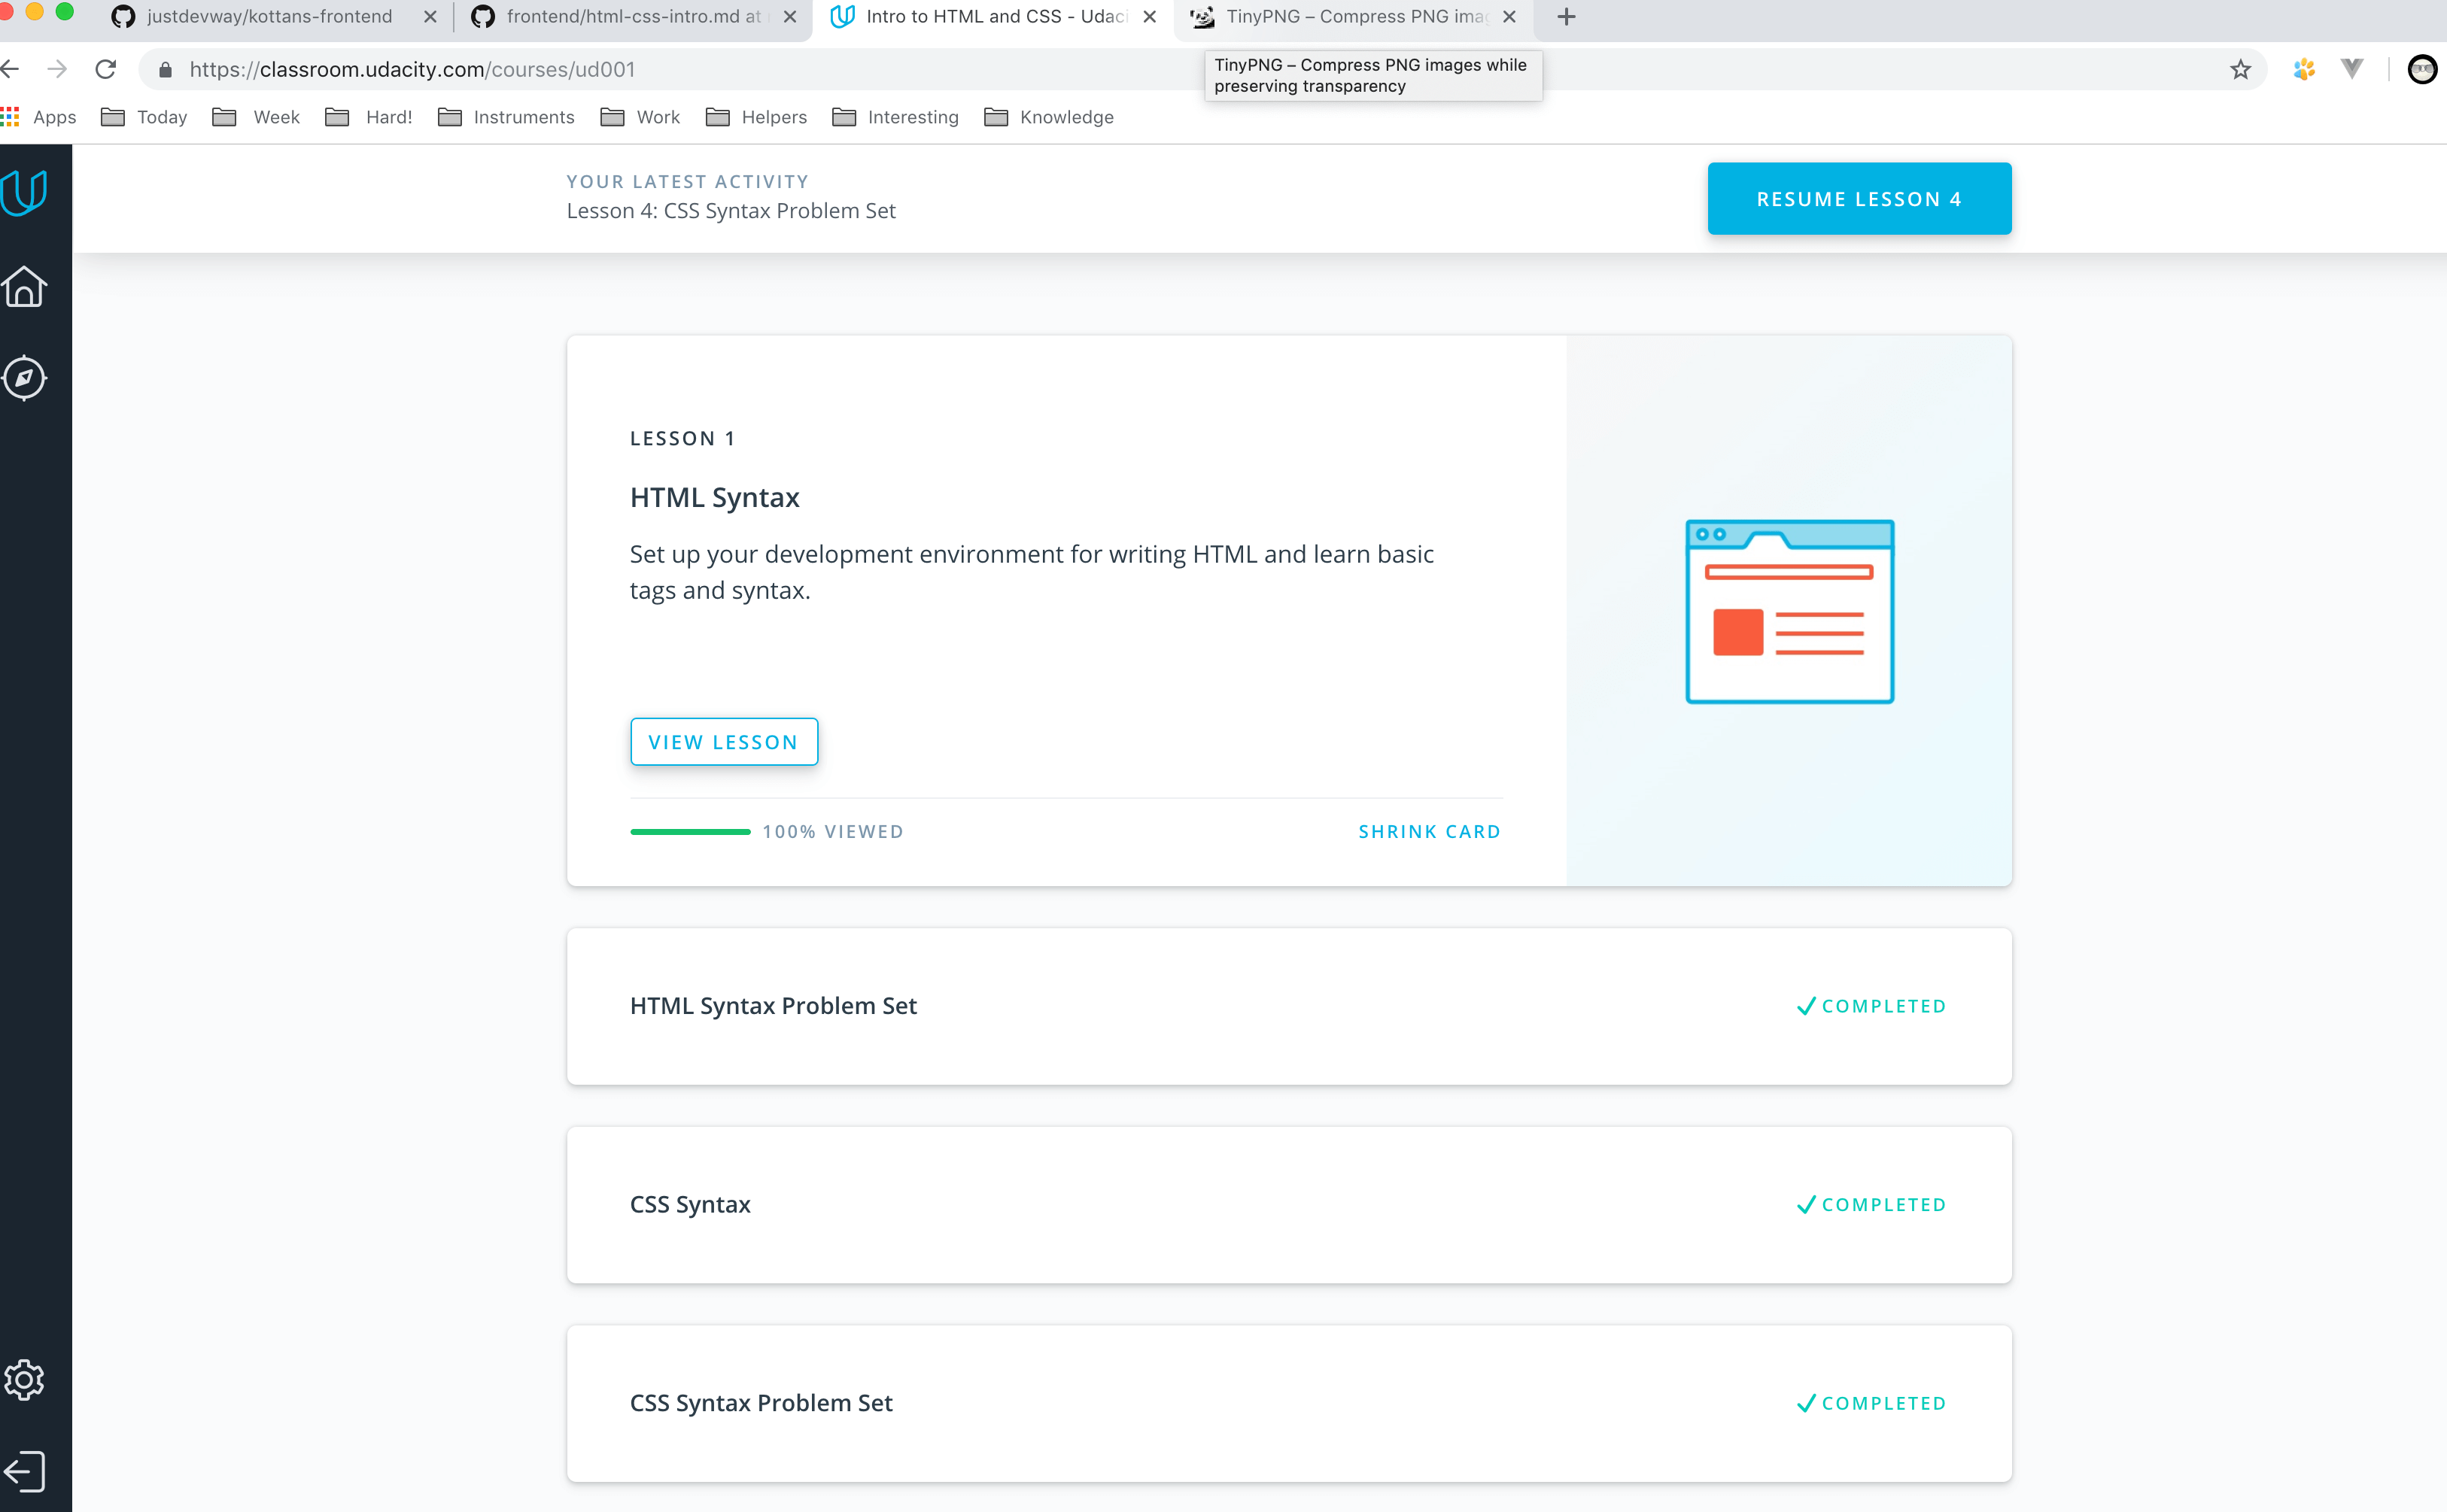 justdevway/kottans-frontend
frontend/html-css-intro.md at
Intro to HTML and CSS - Udaci
TinyPNG – Compress PNG imag
https://classroom.udacity.com/courses/ud001
TinyPNG – Compress PNG images while
preserving transparency
Apps
Today
Week
Hard!
Instruments
Work
Helpers
Interesting
Knowledge
YOUR LATEST ACTIVITY
Lesson 4: CSS Syntax Problem Set
RESUME LESSON 4
LESSON 1
HTML Syntax
Set up your development environment for writing HTML and learn basic
tags and syntax.
VIEW LESSON
100% VIEWED
SHRINK CARD
HTML Syntax Problem Set
COMPLETED
CSS Syntax
COMPLETED
CSS Syntax Problem Set
COMPLETED